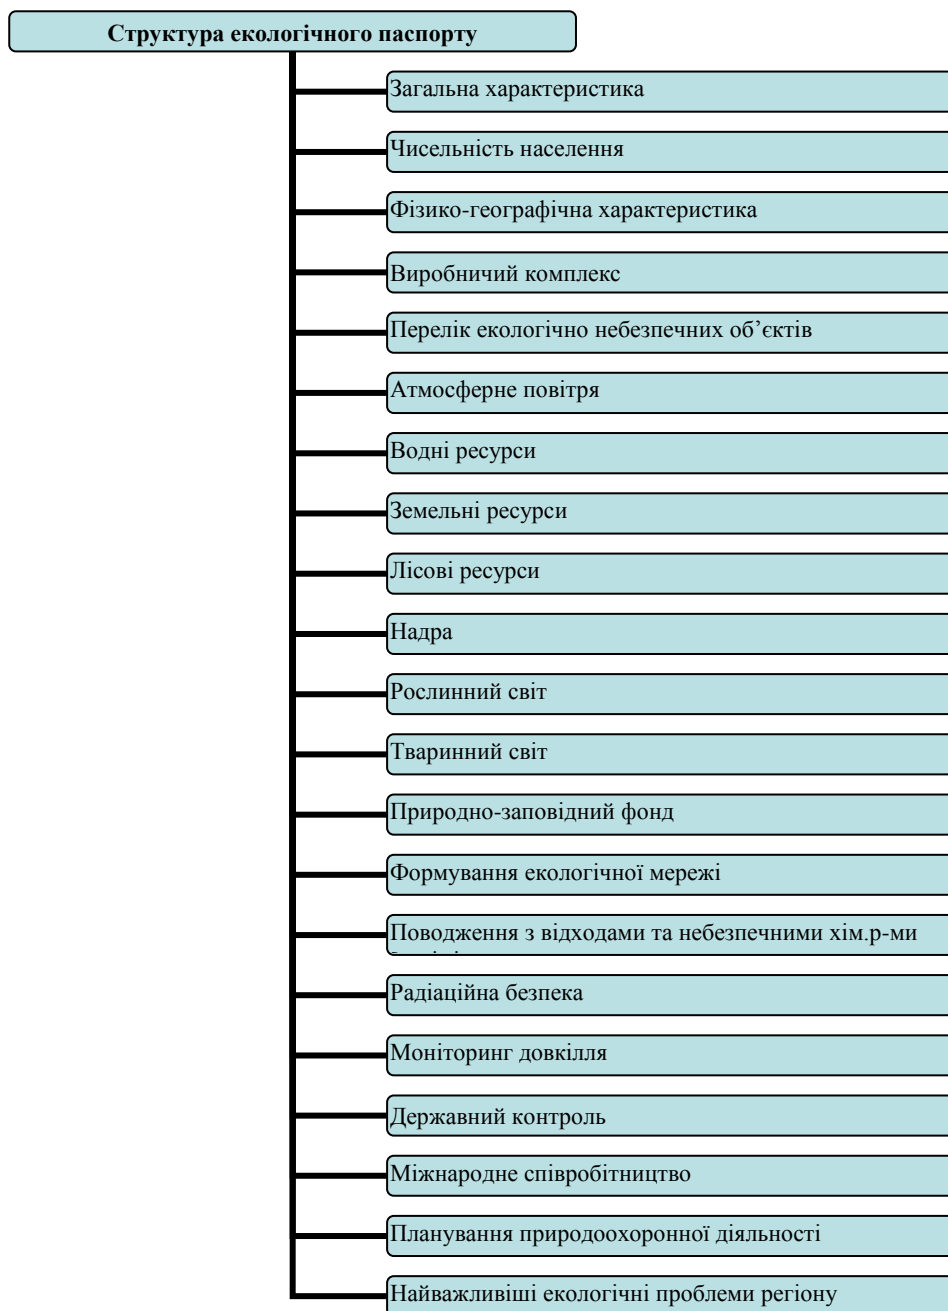 Структура екологічного паспорту
Загальна характеристика
Чисельність населення
Фізико-географічна характеристика
Виробничий комплекс
Перелік екологічно небезпечних об’єктів
Атмосферне повітря
Водні ресурси
Земельні ресурси
Лісові ресурси
Надра
Рослинний світ
Тваринний світ
Природно-заповідний фонд
Формування екологічної мережі
Поводження з відходами та небезпечними хім.р-ми
Радіаційна безпека
Моніторинг довкілля
Державний контроль
Міжнародне співробітництво
Планування природоохоронної діяльності
Найважливіші екологічні проблеми регіону